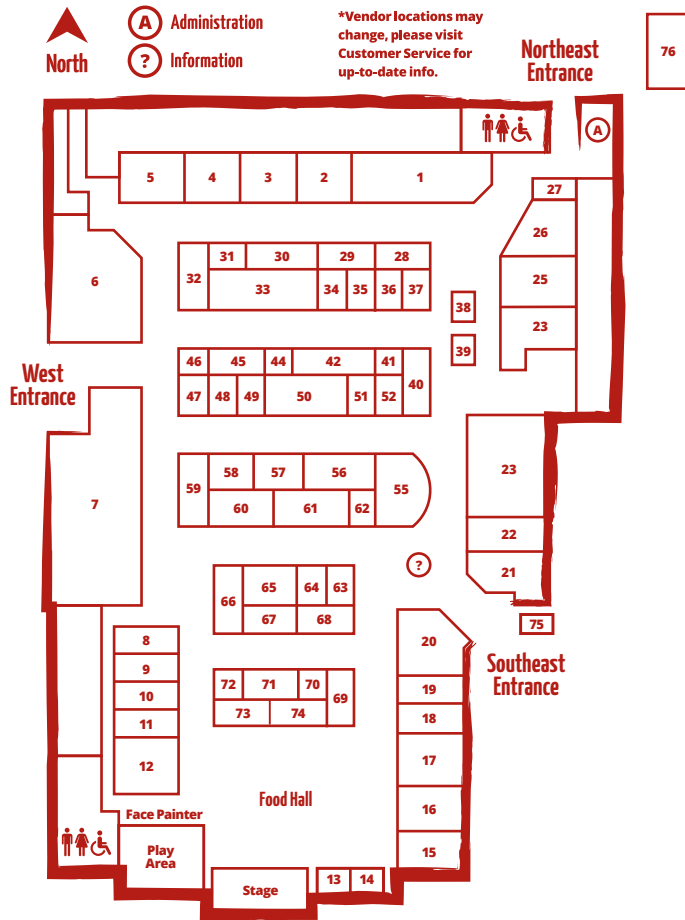 North
A Administration
? Information
*Vendor locations may
change, please visit
Customer Service for
up-to-date info.
Northeast
Entrance
76
A
5 4 3 2 1
27
26
25
23
6
31 30 29 28
32 33 34 35 36 37
38
39
West
Entrance
46 45 44 42 41
47 48 49 50 51 52 40
7
58 57 56
59 60 61 62 55
23
22
21
?
75
Southeast
Entrance
65 64 63
66 67 68
8
9
10
11
12
72 71 70
73 74 69
20
19
18
17
16
15
Food Hall
Face Painter
Play
Area
Stage
13 14